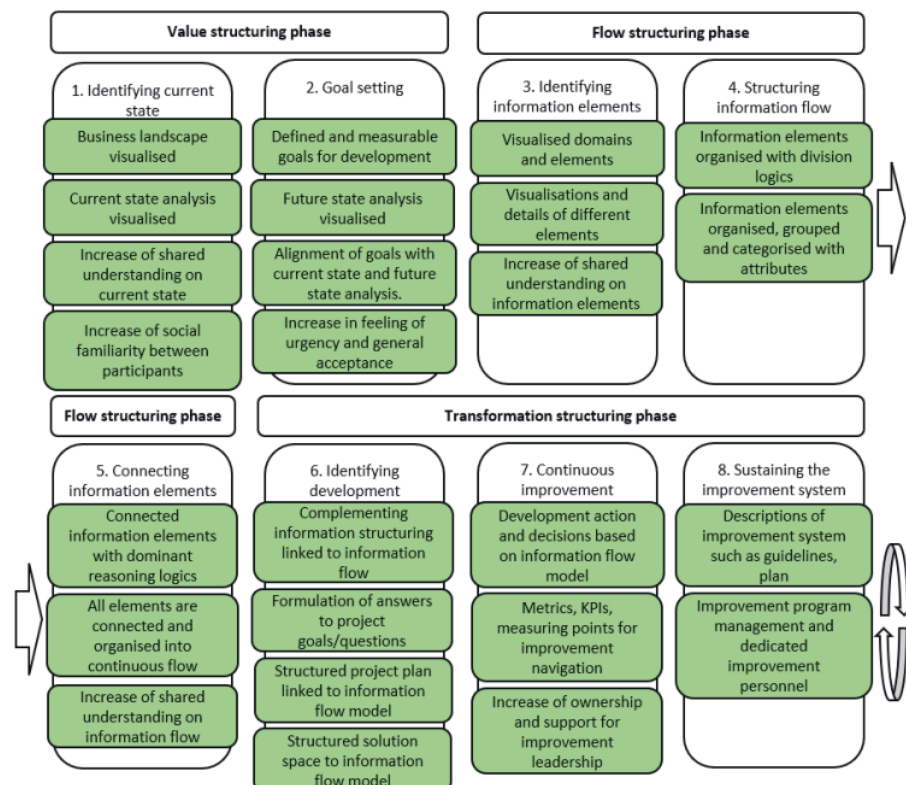 Value structuring phase
Flow structuring phase
1. Identifying current
state
Business landscape
visualised
Current state analysis
visualised
Increase of shared
understanding on
current state
Increase of social
familiarity between
participants
2. Goal setting
Defined and measurable
goals for development
Future state analysis
visualised
Alignment of goals with
current state and future
state analysis.
Increase in feeling of
urgency and general
acceptance
3. Identifying
information elements
Visualised domains
and elements
Visualisations and
details of different
elements
Increase of shared
understanding on
information elements
4. Structuring
information flow
Information elements
organised with division
logics
Information elements
organised, grouped
and categorised with
attributes
Flow structuring phase
Transformation structuring phase
5. Connecting
information elements
Connected
information elements
with dominant
reasoning logics
All elements are
connected and
organised into
continuous flow
Increase of shared
understanding on
information flow
6. Identifying
development
Complementing
information structuring
linked to information
flow
Formulation of answers
to project
goals/questions
Structured project plan
linked to information
flow model
Structured solution
space to information
flow model
7. Continuous
improvement
Development action
and decisions based
on information flow
model
Metrics, KPIs,
measuring points for
improvement
navigation
Increase of ownership
and support for
improvement
leadership
8. Sustaining the
improvement system
Descriptions of
improvement system
such as guidelines,
plan
Improvement program
management and
dedicated
improvement
personnel